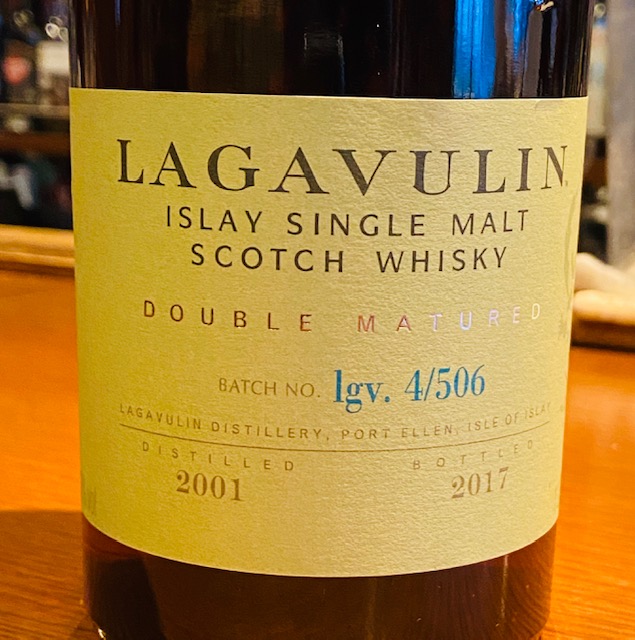 LAGAVULIN
ISLAY SINGLE MALT
SCOTCH WHISKY
DOUBLE MATURED
BATCH NO. lgv. 4/506
LAGAVULIN DISTILLERY, PORT ELLEN, ISLE OF ISLAY
DISTILLED BOTTLED
2001 2017